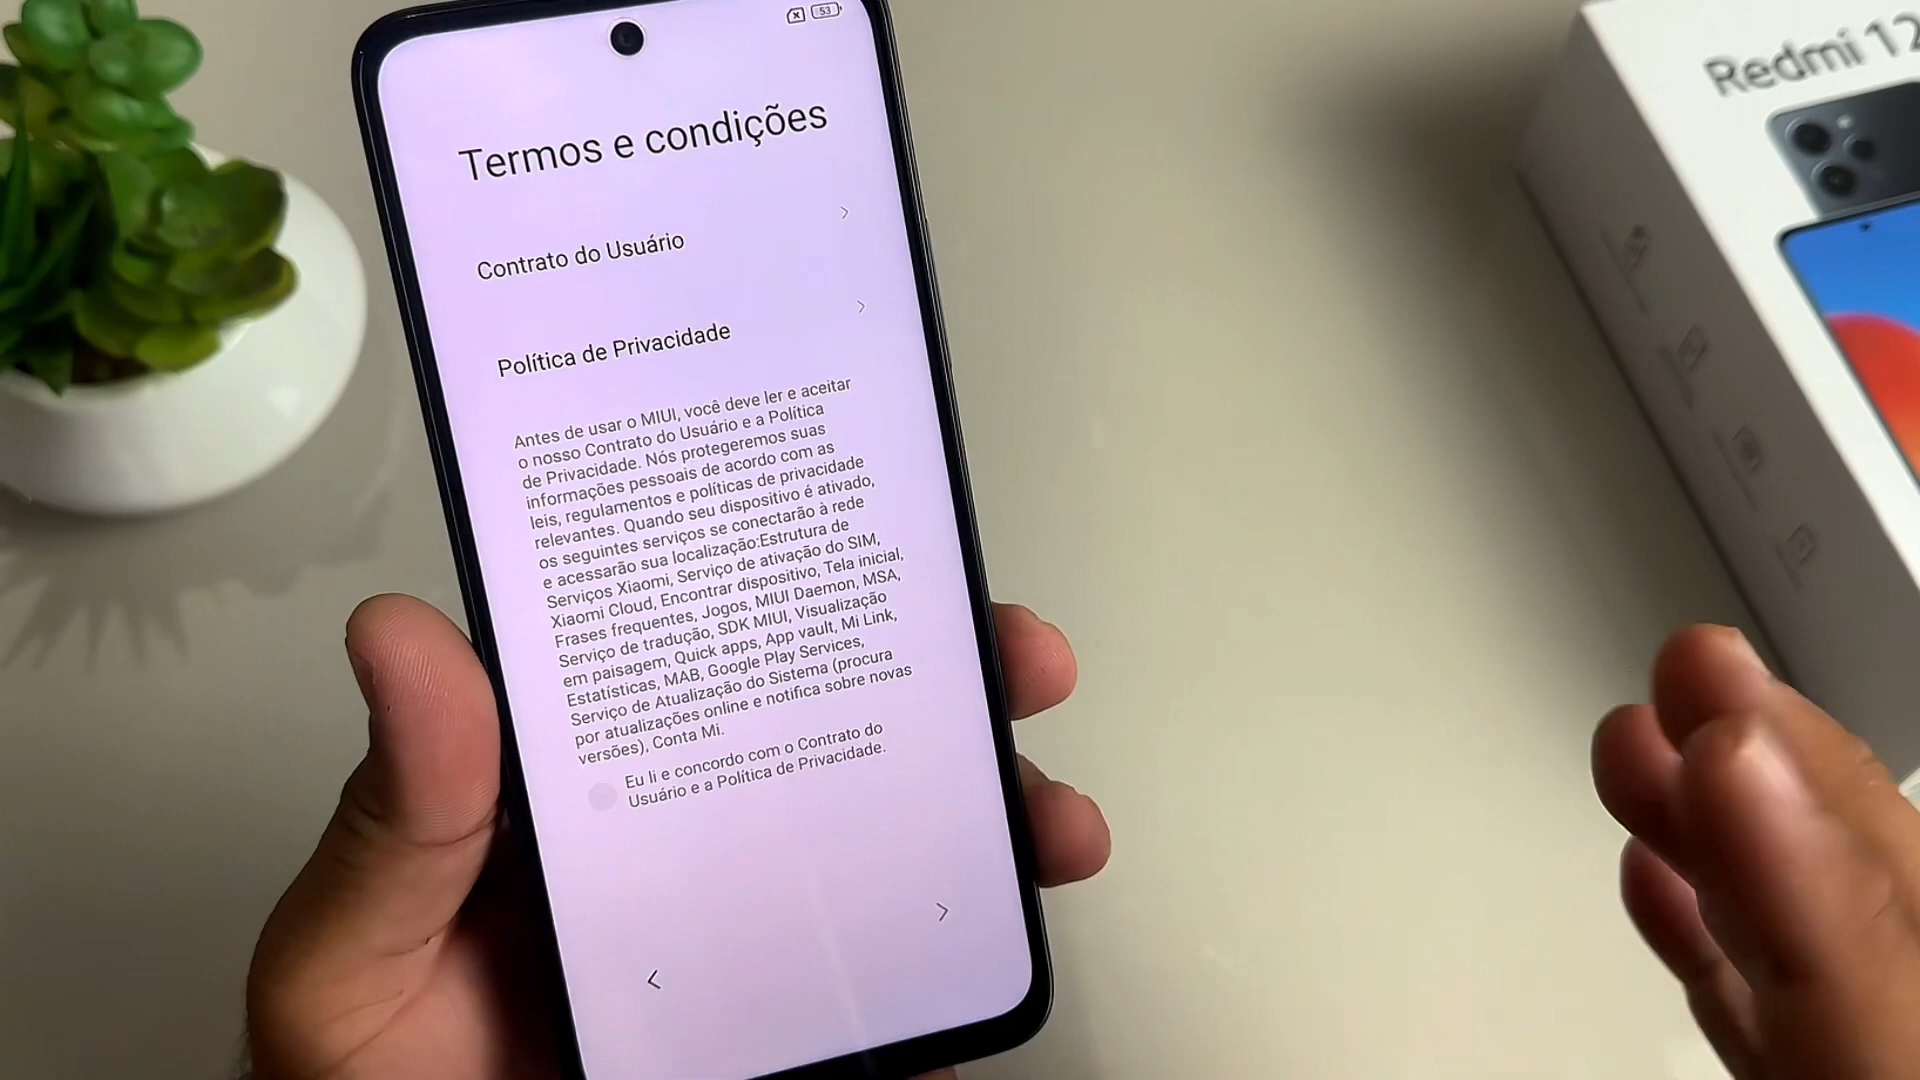 53
Termos e condições
Contrato do Usuário
Política de Privacidade
Antes de usar o MIUI, você deve ler e aceitar
o nosso Contrato do Usuário e a Política
de Privacidade. Nós protegeremos suas
informações pessoais de acordo com as
leis, regulamentos e políticas de privacidade
relevantes. Quando seu dispositivo é ativado,
os seguintes serviços se conectarão à rede
e acessarão sua localização:Estrutura de
Serviços Xiaomi, Serviço de ativação do SIM,
Xiaomi Cloud, Encontrar dispositivo, Tela inicial,
Frases frequentes, Jogos, MIUI Daemon, MSA,
Serviço de tradução, SDK MIUI, Visualização
em paisagem, Quick apps, App vault, Mi Link,
Estatísticas, MAB, Google Play Services,
Serviço de Atualização do Sistema (procura
por atualizações online e notifica sobre novas
versões), Conta Mi.
Eu li e concordo com o Contrato do
Usuário e a Política de Privacidade.
Redmi 12